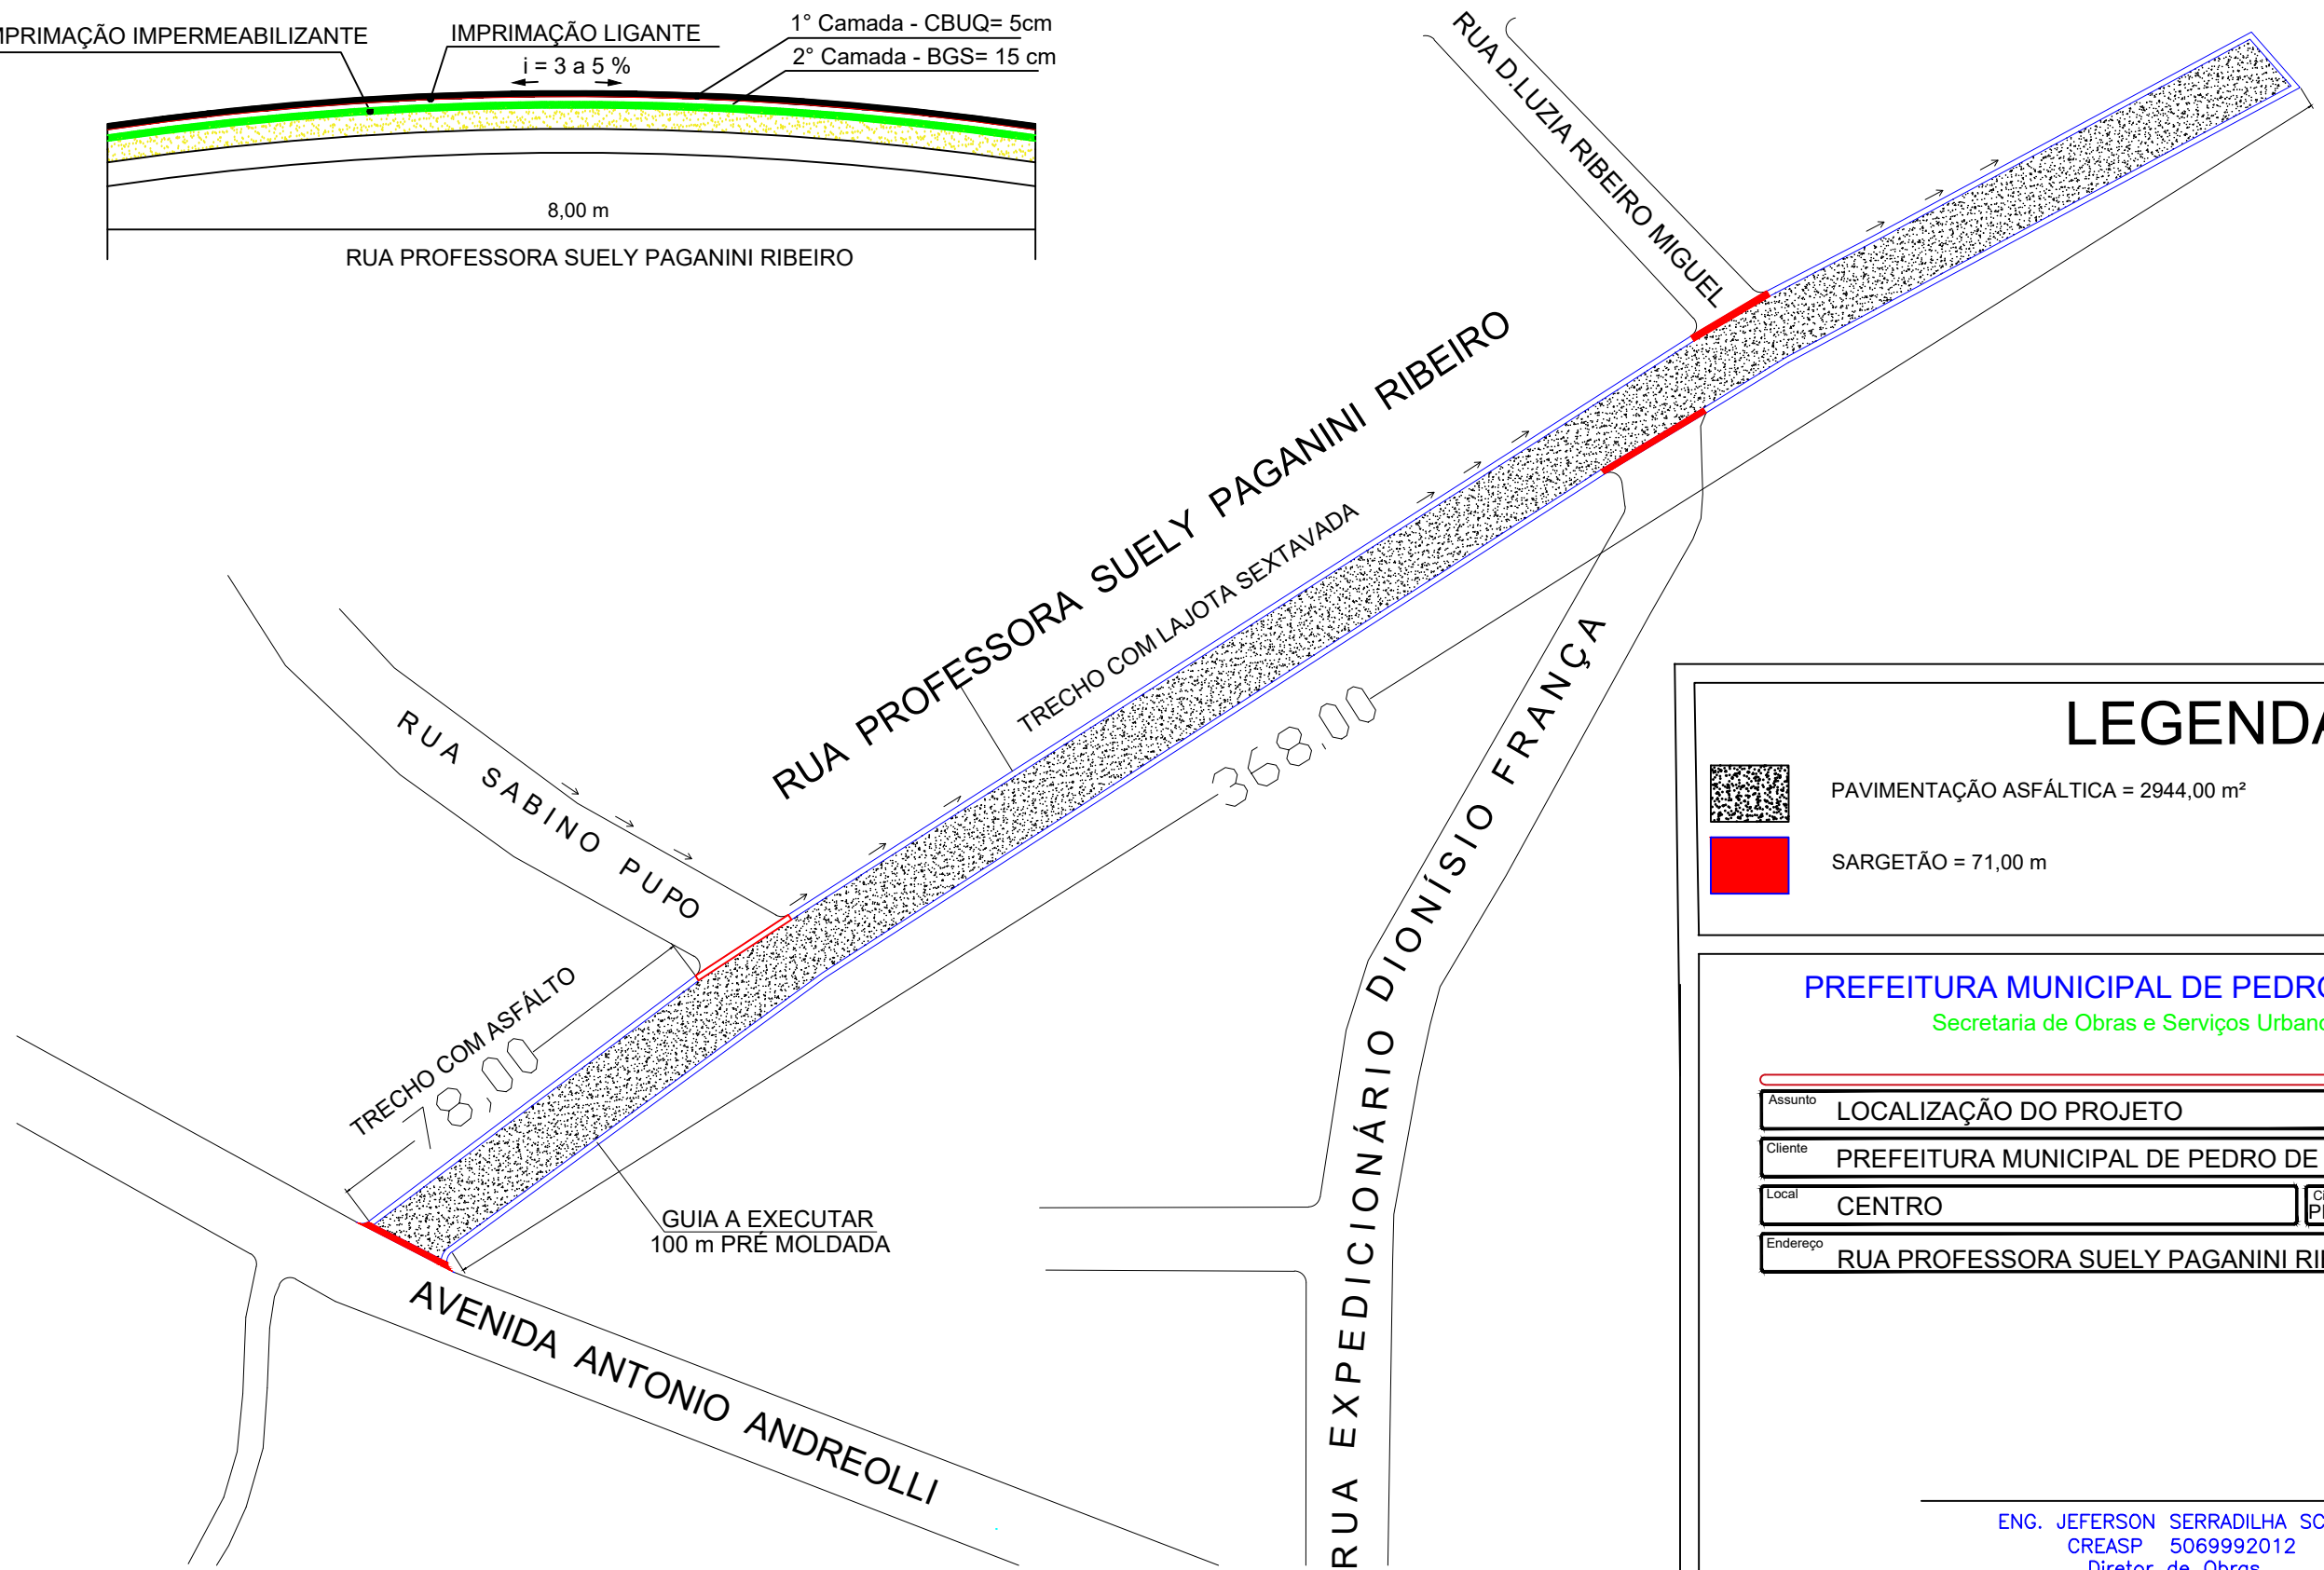 MPRIMAÇÃO IMPERMEABILIZANTE
IMPRIMAÇÃO LIGANTE
i = 3 a 5 %
1° Camada - CBUQ= 5cm
2° Camada - BGS= 15 cm
8,00 m
RUA PROFESSORA SUELY PAGANINI RIBEIRO
RUA D.LUZIA RIBEIRO MIGUEL
RUA PROFESSORA SUELY PAGANINI RIBEIRO
TRECHO COM LAJOTA SEXTAVADA
368,00
RUA SABINO PUPO
TRECHO COM ASFÁLTO
78,00
GUIA A EXECUTAR
100 m PRÉ MOLDADA
AVENIDA ANTONIO ANDREOLLI
RUA EXPEDICIONÁRIO DIONÍSIO FRANÇA
LEGENDA
PAVIMENTAÇÃO ASFÁLTICA = 2944,00 m²
SARGETÃO = 71,00 m
PREFEITURA MUNICIPAL DE PEDRO
Secretaria de Obras e Serviços Urbano
Assunto
LOCALIZAÇÃO DO PROJETO
Cliente
PREFEITURA MUNICIPAL DE PEDRO DE
Local
CENTRO
Endereço
RUA PROFESSORA SUELY PAGANINI RI
ENG. JEFERSON SERRADILHA SC
CREASP 5069992012
Diretor de Obras